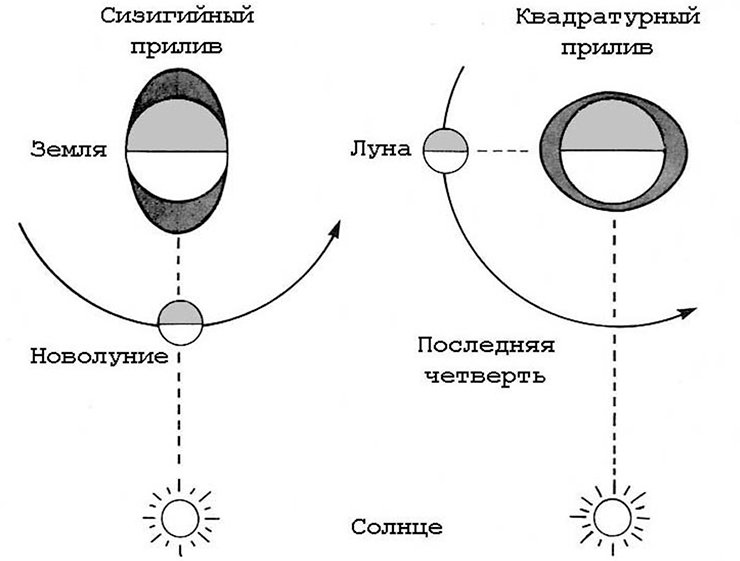 Сизигийный
прилив
Квадратурный
прилив
Земля
Луна
Новолуние
Последняя
четверть
Солнце